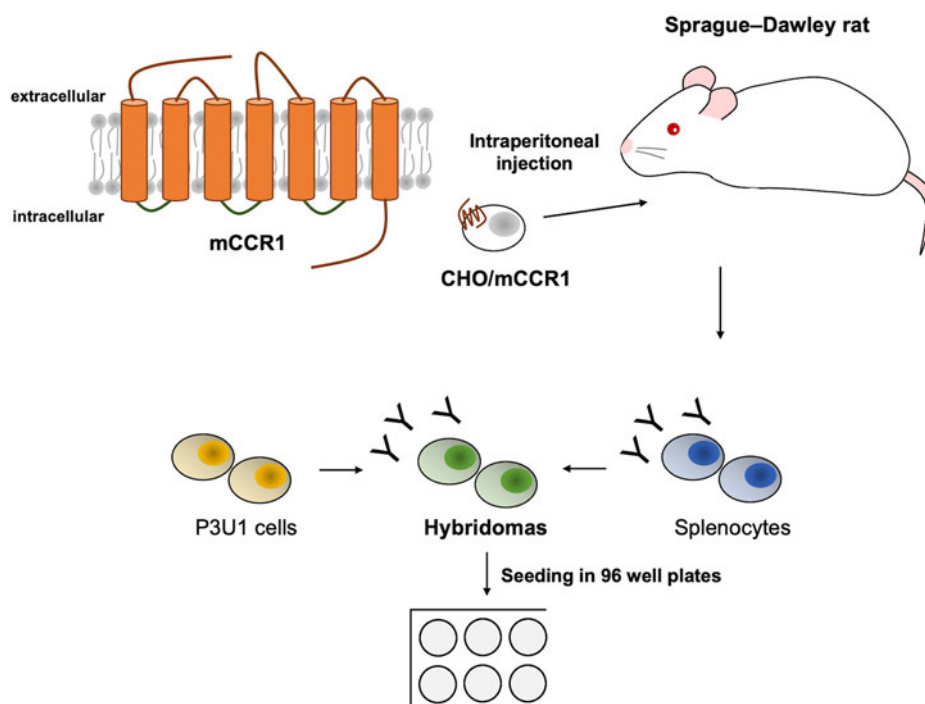 Sprague–Dawley rat
extracellular
Intraperitoneal
injection
intracellular
mCCR1
CHO/mCCR1
P3U1 cells
Hybridomas
Splenocytes
Seeding in 96 well plates